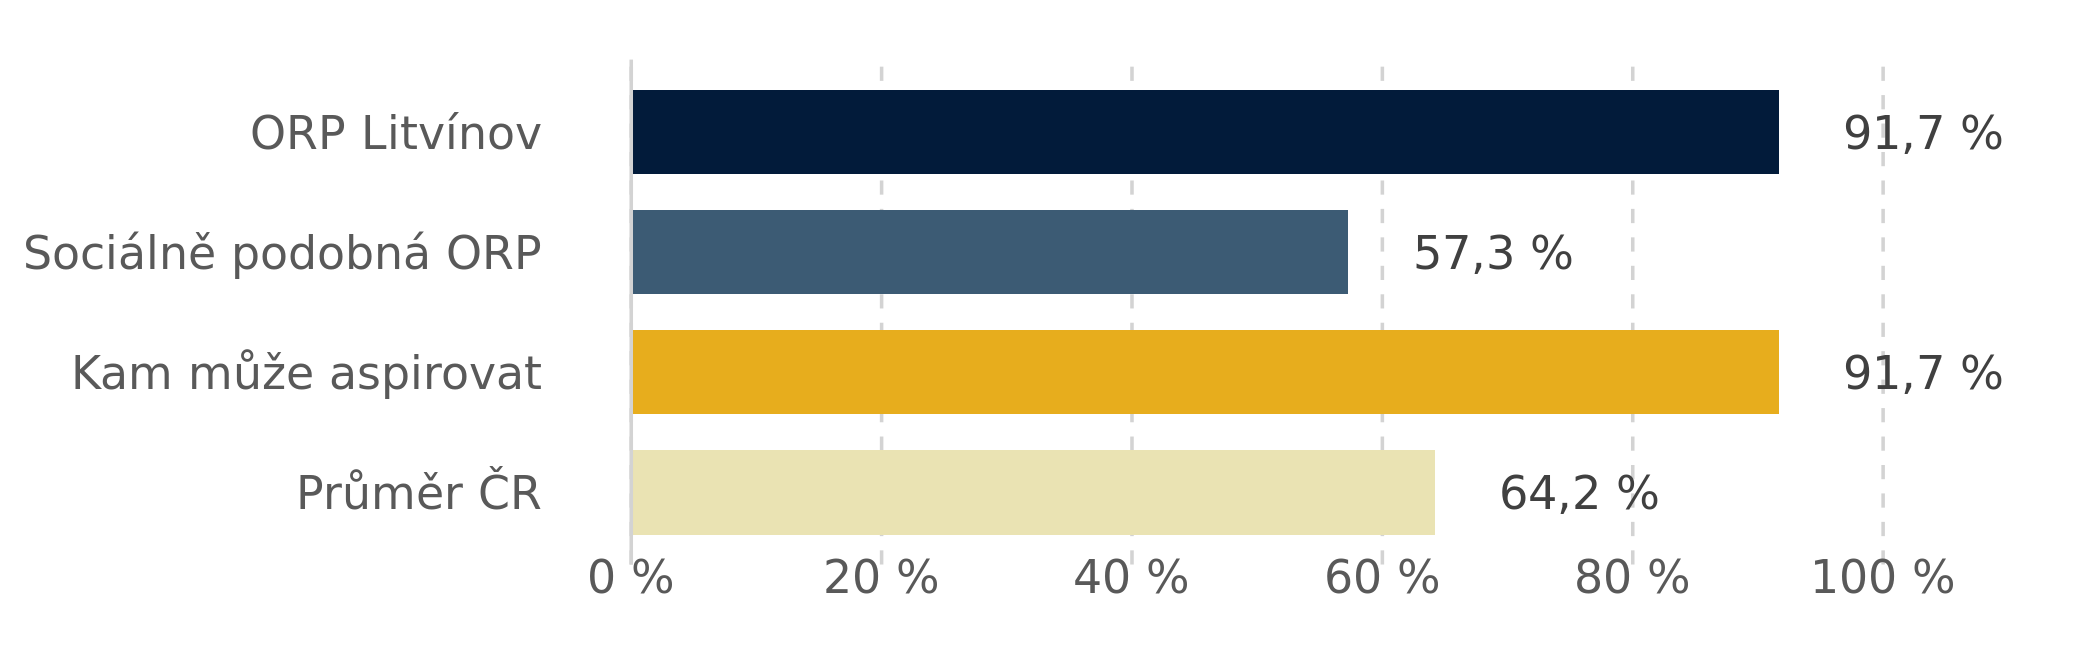 ORP Litvínov
91,7 %
Sociálně podobná ORP
57,3 %
Kam může aspirovat
91,7 %
Průměr ČR
64,2 %
0 % 20 % 40 % 60 % 80 % 100 %